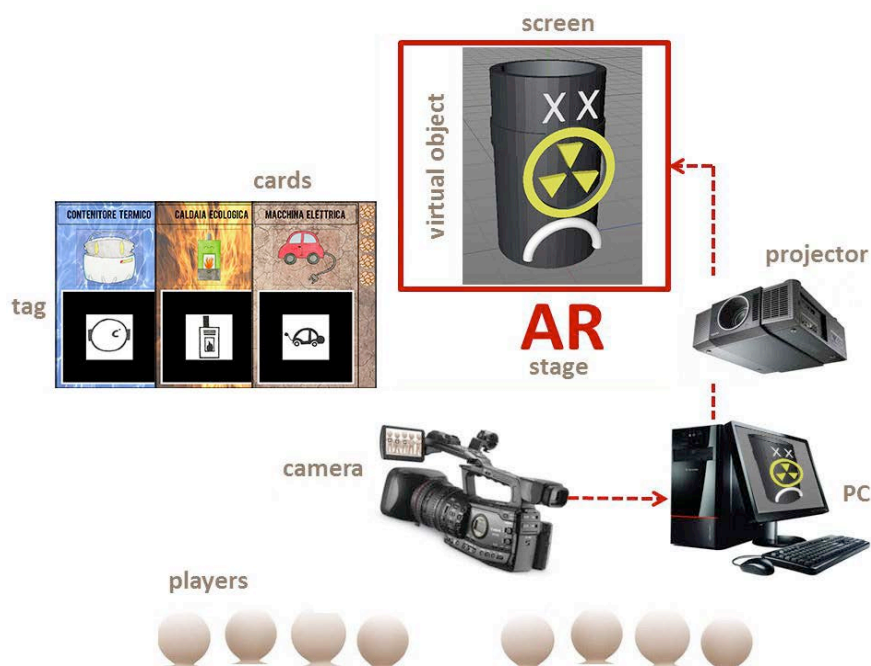 screen
virtual object
X X
cards
CONTENITORE TERMICO
CALDAIA ECOLOGICA
MACCHINA ELETTRICA
projector
tag
AR
stage
camera
X X
PC
players